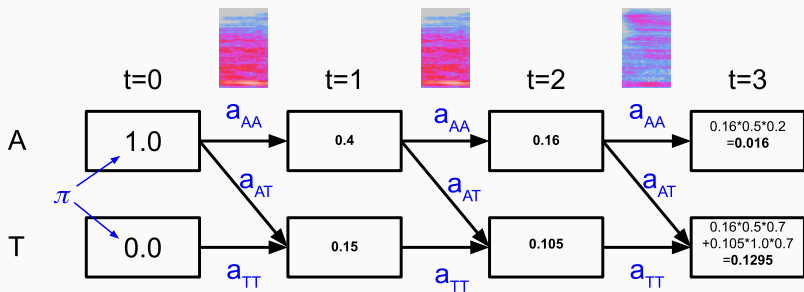 t=0 t=1 t=2 t=3
a_AA a_AA a_AA
A 1.0 0.4 0.16 0.16*0.5*0.2
=0.016
π a_AT a_AT a_AT
T 0.0 0.15 0.105 0.16*0.5*0.7
+0.105*1.0*0.7
=0.1295
a_TT a_TT a_TT